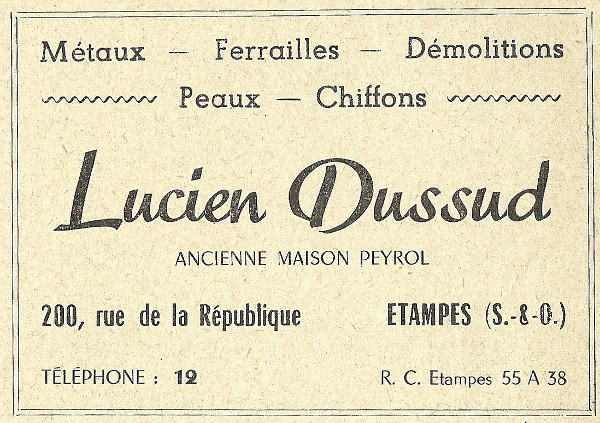 Métaux — Ferrailles — Démolitions
Peaux — Chiffons
Lucien Dussud
ANCIENNE MAISON PEYROL
200, rue de la République ETAMPES (S.-&-O.)
TÉLÉPHONE : 12 R. C. Etampes 55 A 38